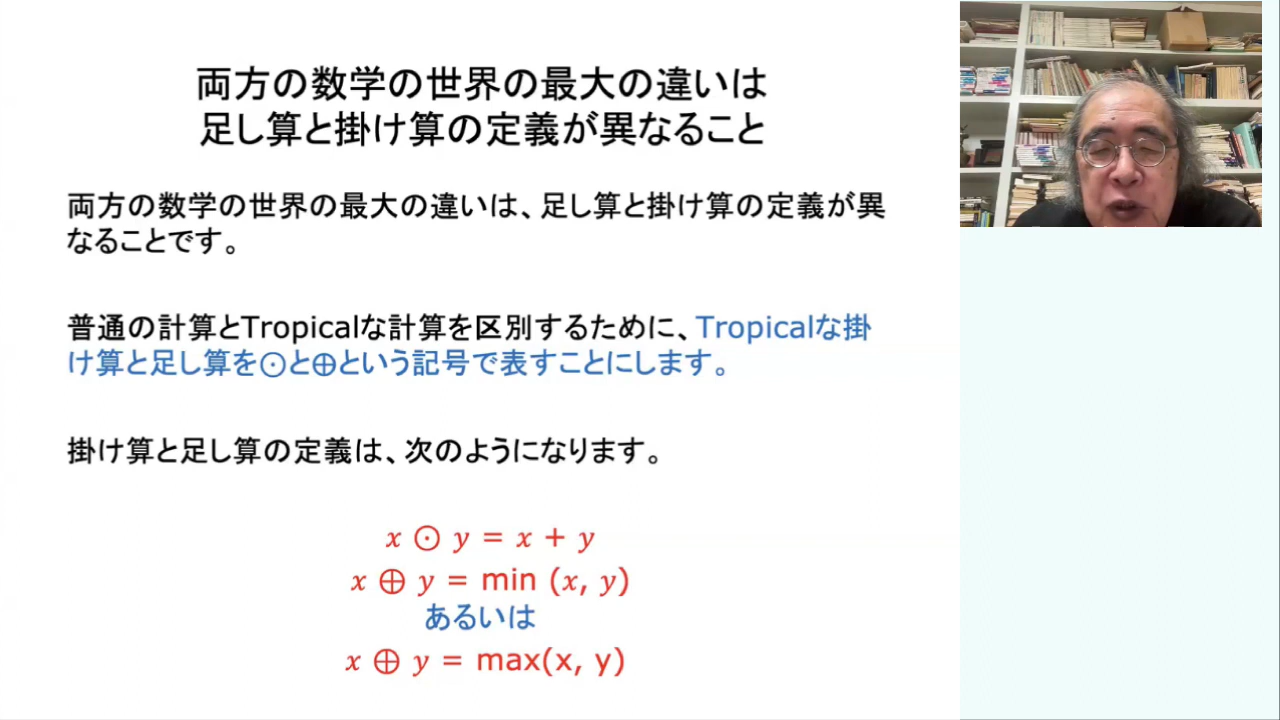 両方の数学の世界の最大の違いは
足し算と掛け算の定義が異なること
両方の数学の世界の最大の違いは、足し算と掛け算の定義が異
なることです。
普通の計算とTropicalな計算を区別するために、Tropicalな掛
け算と足し算を⊙と⊕という記号で表すことにします。
掛け算と足し算の定義は、次のようになります。
x ⊙ y = x + y
x ⊕ y = min (x, y)
あるいは
x ⊕ y = max(x, y)